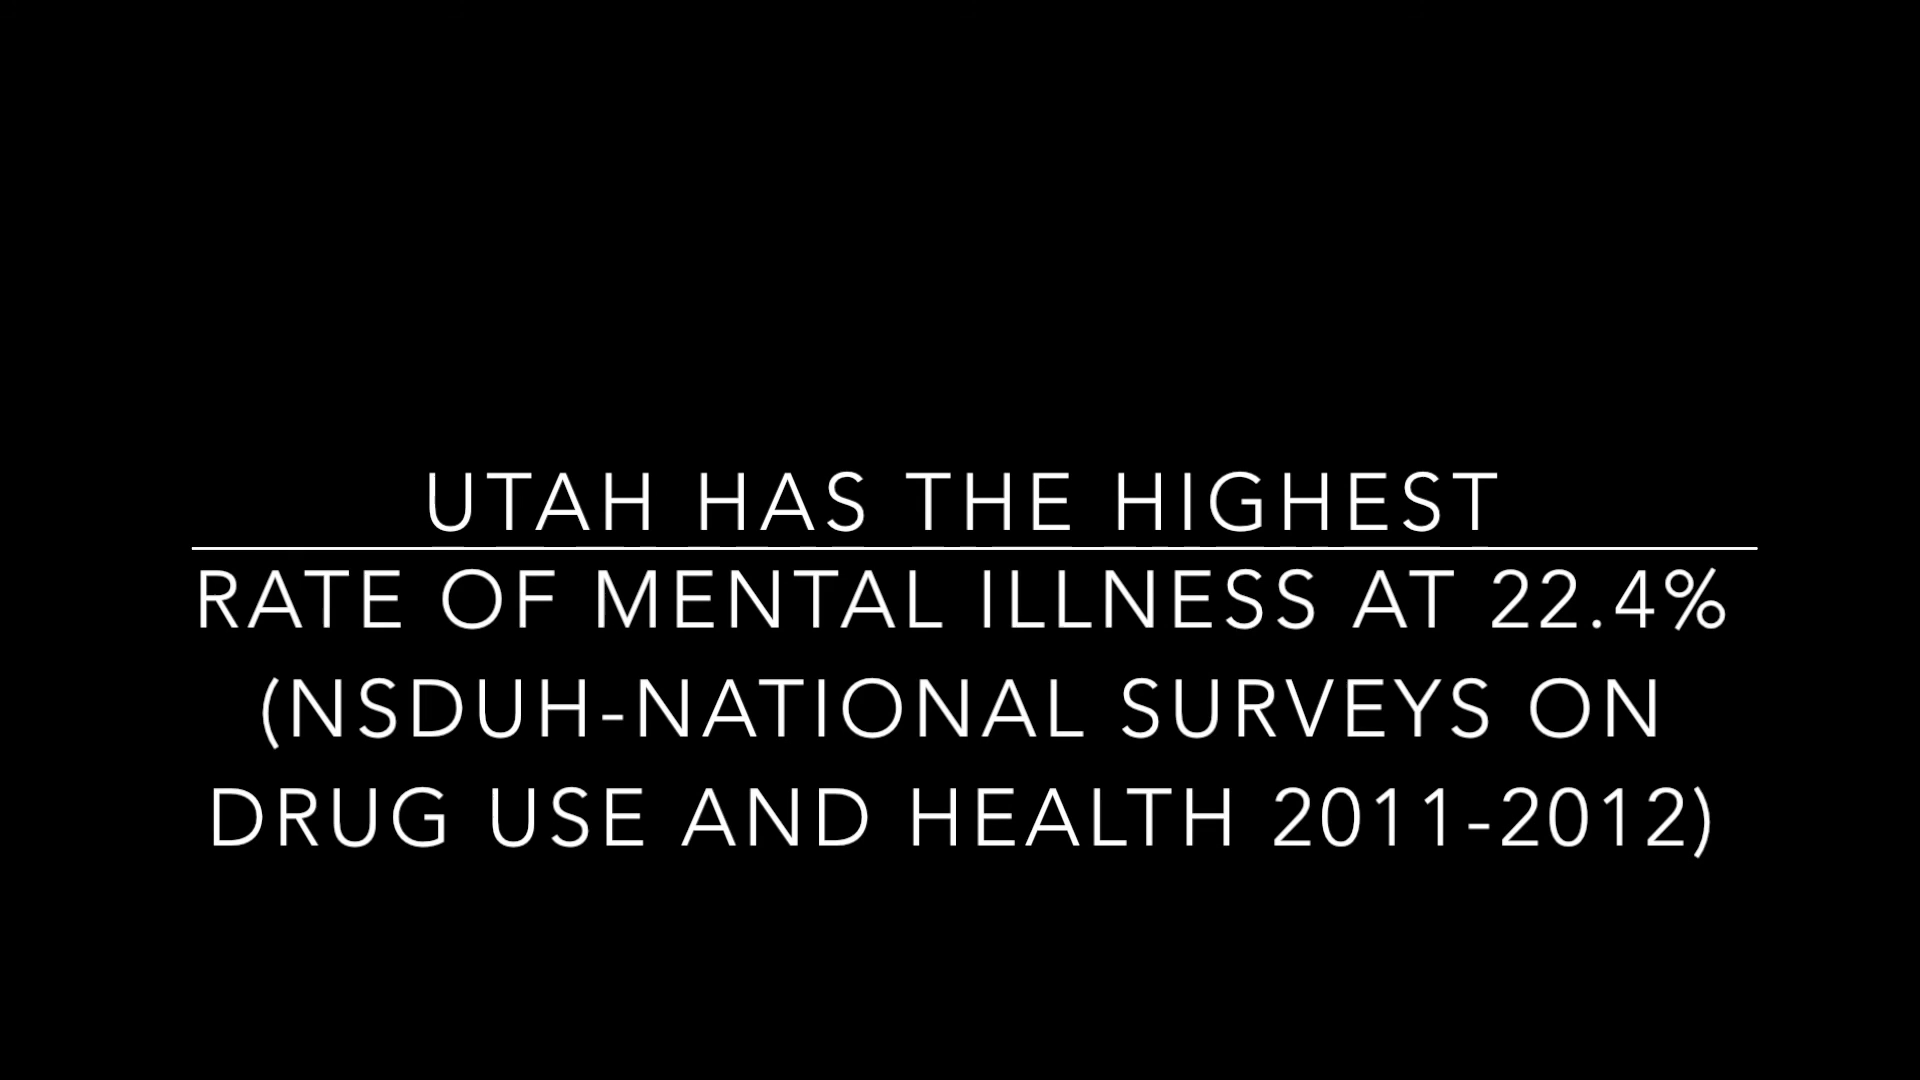 UTAH HAS THE HIGHEST
RATE OF MENTAL ILLNESS AT 22.4%
(NSDUH-NATIONAL SURVEYS ON
DRUG USE AND HEALTH 2011-2012)